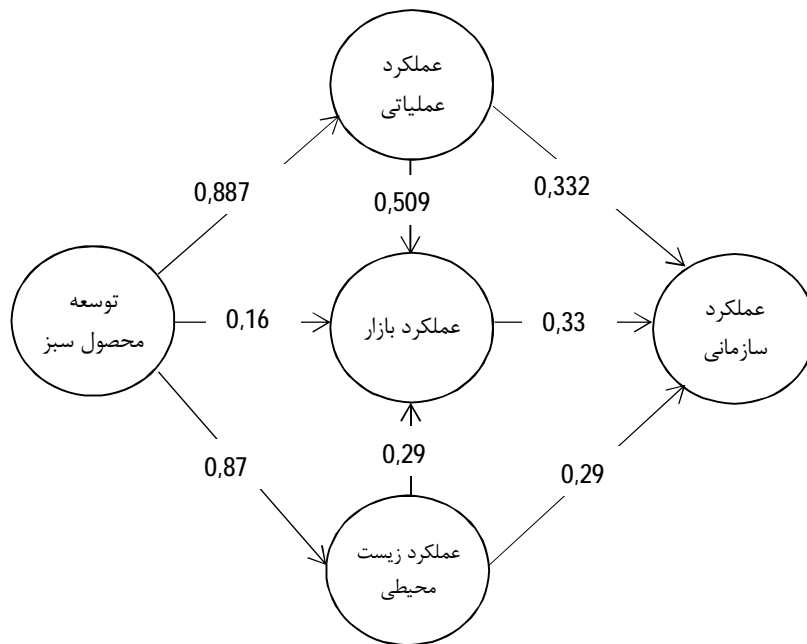 عملکرد
عملیاتی
0,887
0,509
0,332
توسعه
محصول سبز
0,16
عملکرد بازار
0,33
عملکرد
سازمانی
0,87
0,29
0,29
عملکرد زیست
محیطی